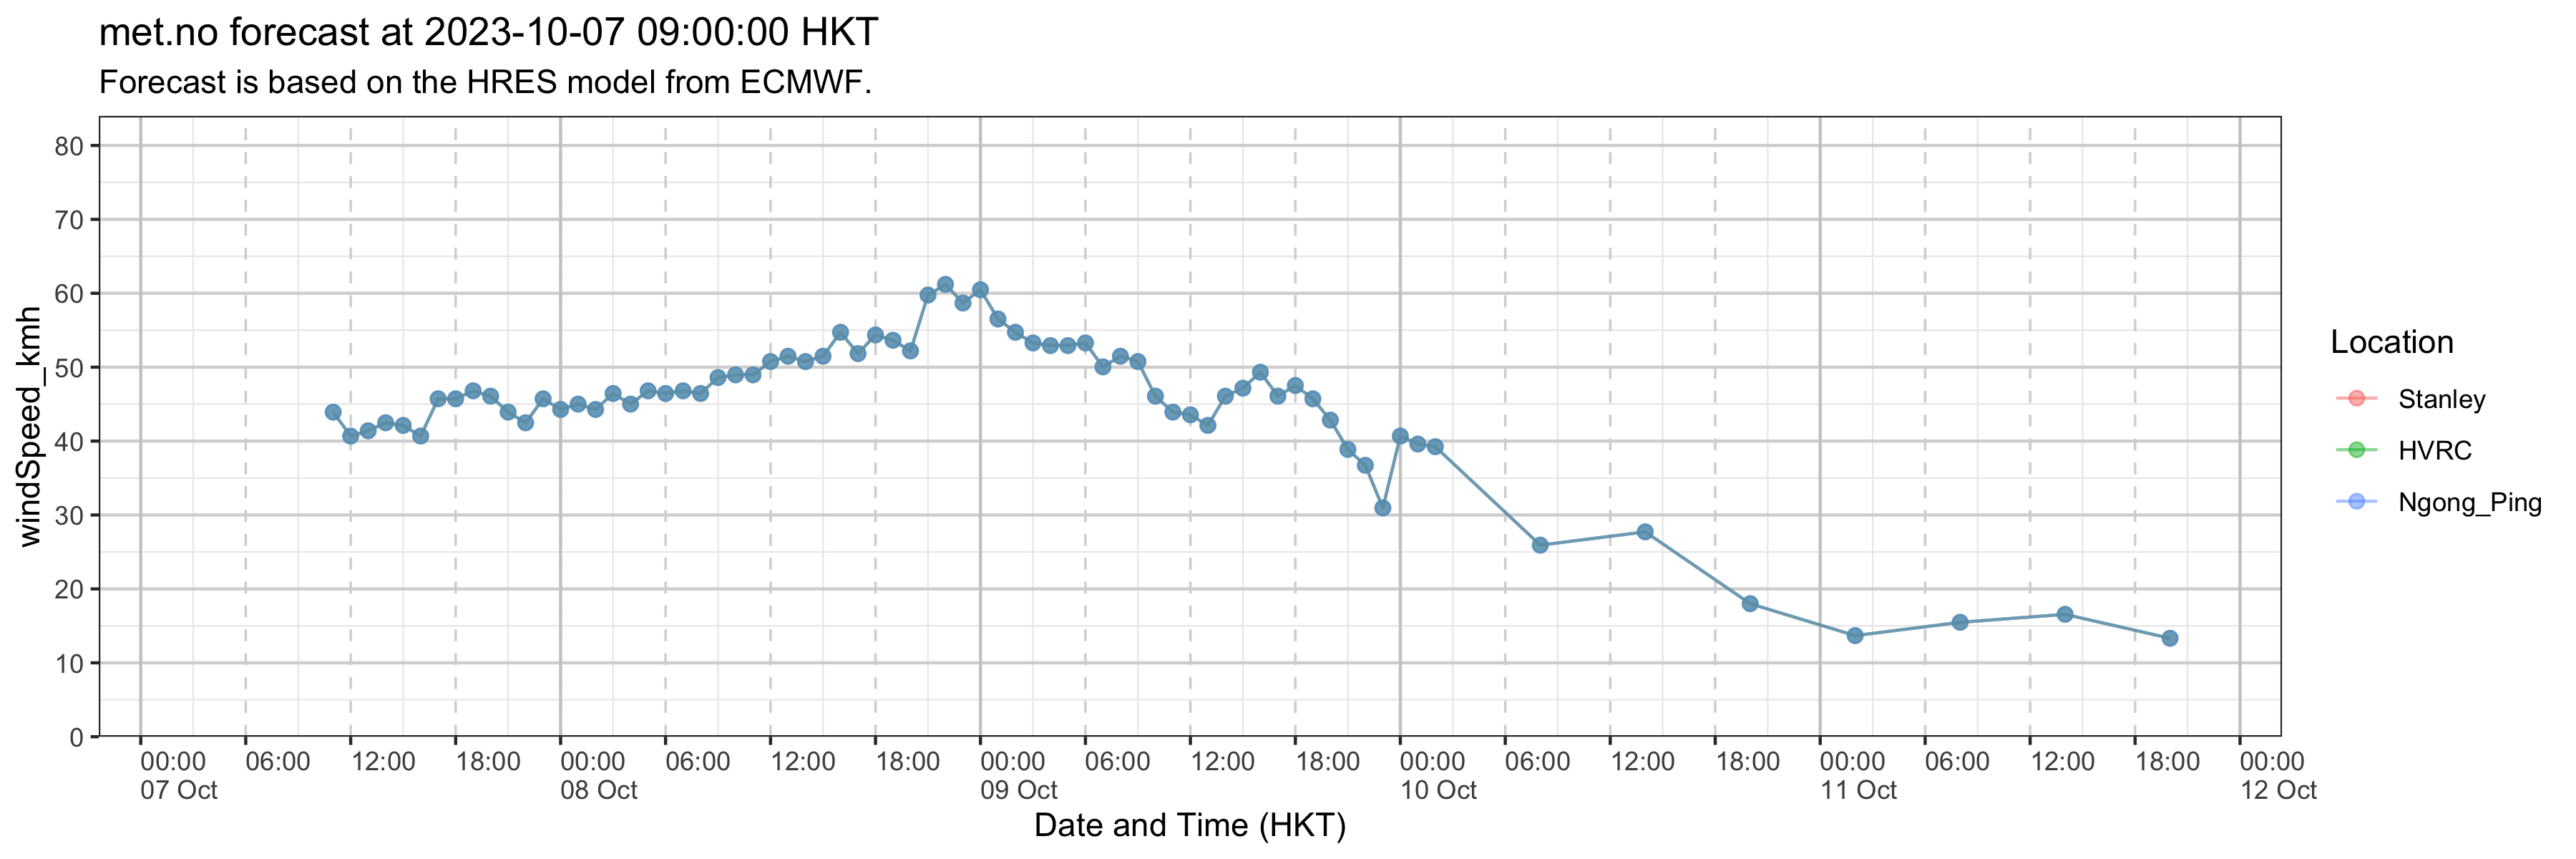 met.no forecast at 2023-10-07 09:00:00 HKT
Forecast is based on the HRES model from ECMWF.
windSpeed_kmh
80
70
60
50
40
30
20
10
0
00:00 06:00 12:00 18:00 00:00 06:00 12:00 18:00 00:00 06:00 12:00 18:00 00:00 06:00 12:00 18:00 00:00 06:00 12:00 18:00 00:00
07 Oct 08 Oct 09 Oct 10 Oct 11 Oct 12 Oct
Date and Time (HKT)
Location
Stanley
HVRC
Ngong_Ping